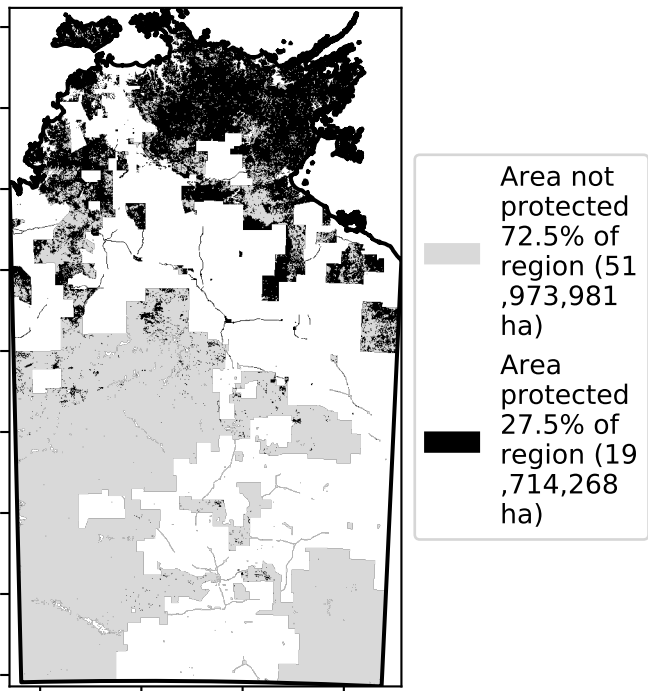 Area not
protected
72.5% of
region (51
,973,981
ha)
Area
protected
27.5% of
region (19
,714,268
ha)